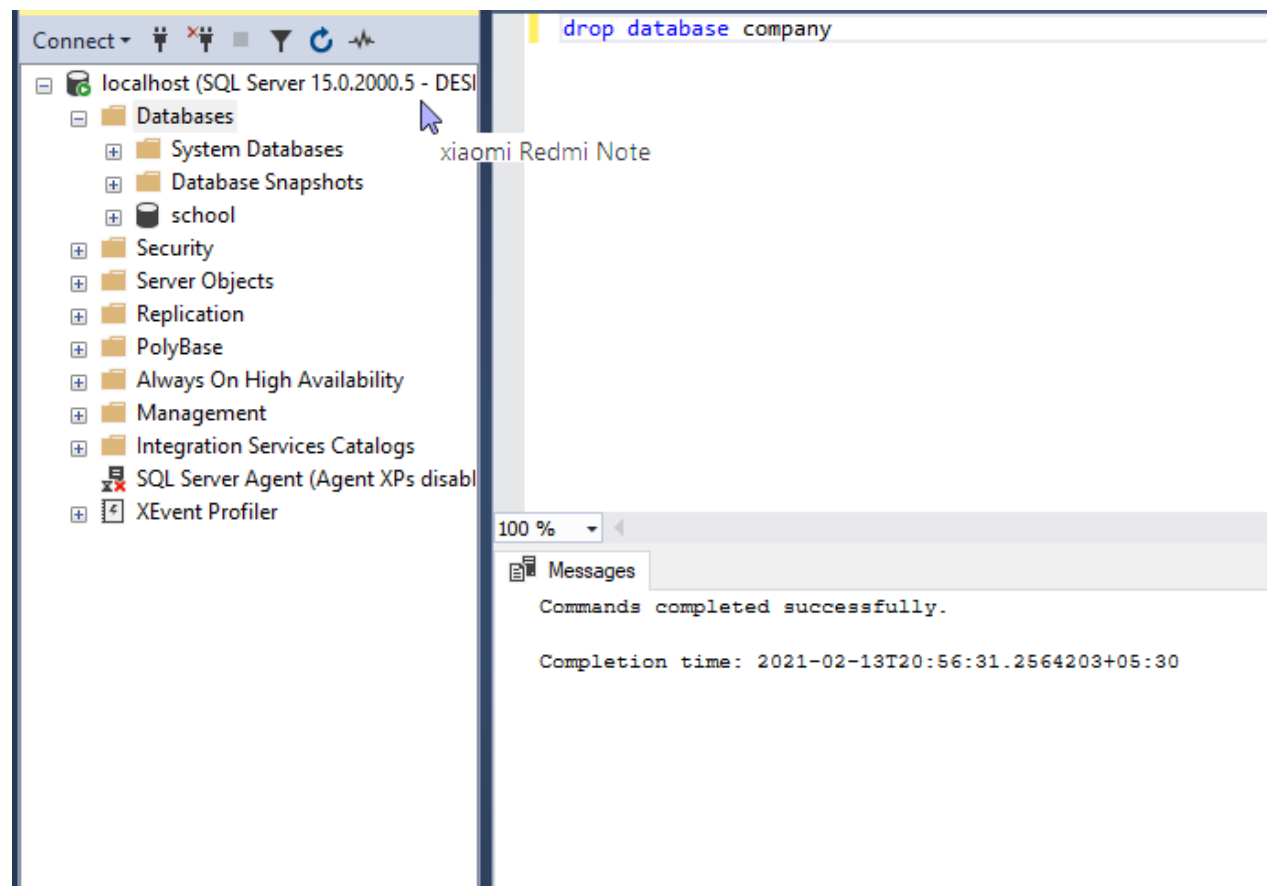 Connect
localhost (SQL Server 15.0.2000.5 - DESI
Databases
System Databases
Database Snapshots
school
Security
Server Objects
Replication
PolyBase
Always On High Availability
Management
Integration Services Catalogs
SQL Server Agent (Agent XPs disabl
XEvent Profiler
xiaomi Redmi Note
drop database company
100 %
Messages
Commands completed successfully.
Completion time: 2021-02-13T20:56:31.2564203+05:30